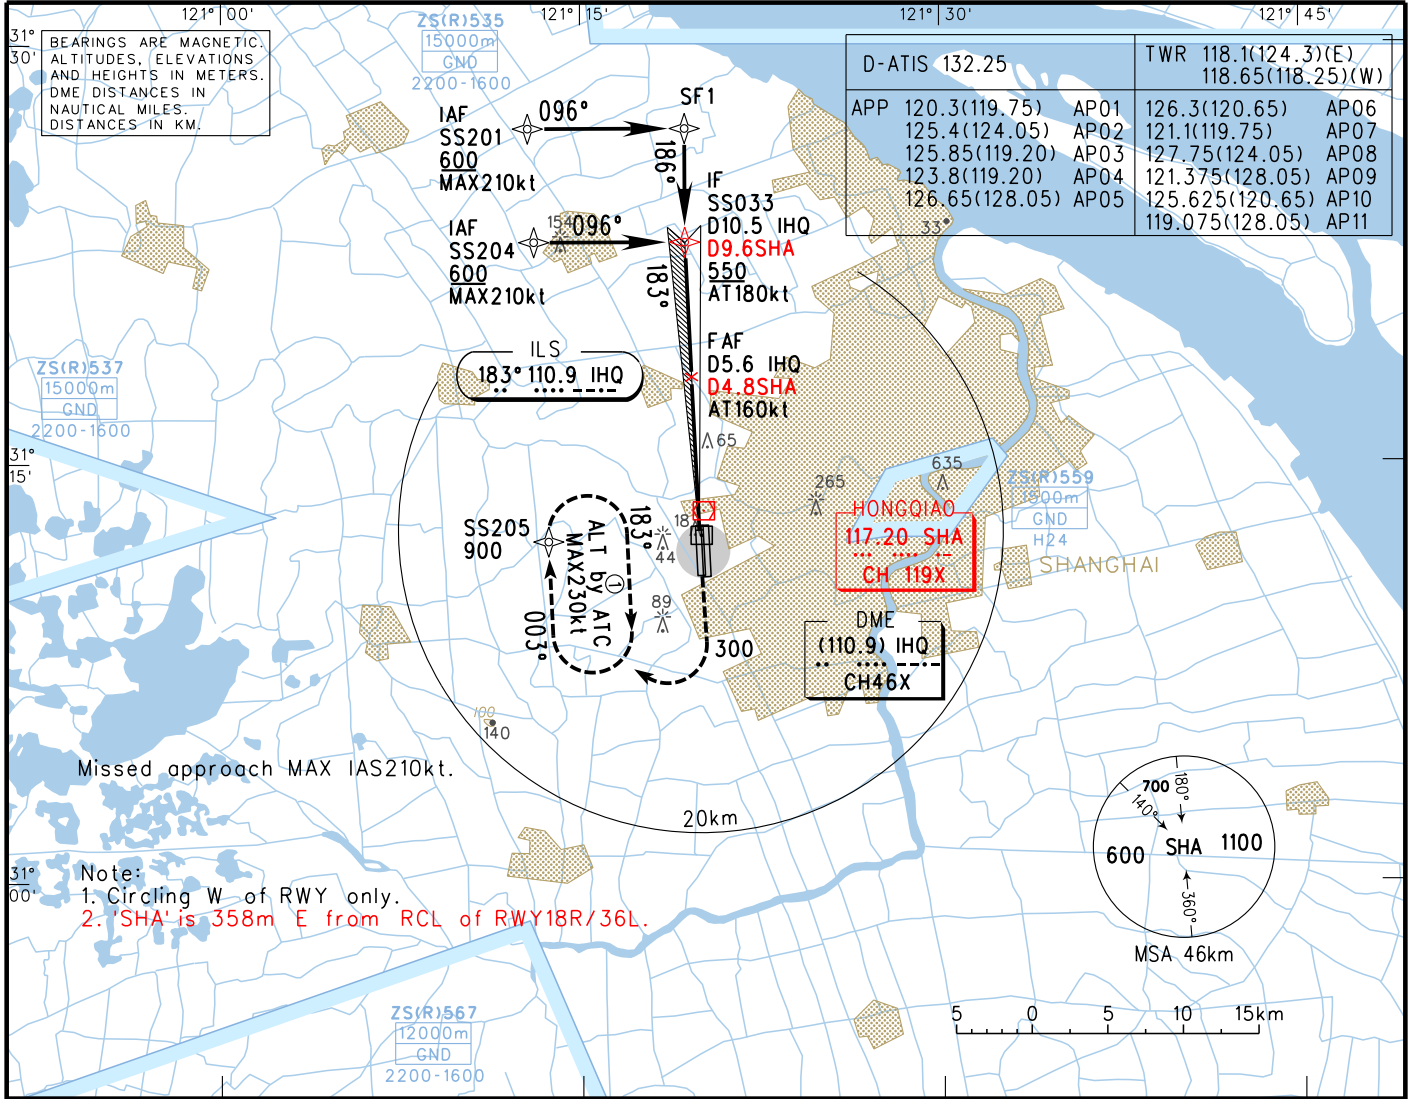 121° 00'
121° 15'
121° 30'
121° 45'
31°
30'
BEARINGS ARE MAGNETIC.
ALTITUDES, ELEVATIONS
AND HEIGHTS IN METERS.
DME DISTANCES IN
NAUTICAL MILES.
DISTANCES IN KM.
ZS(R)535
15000m
GND
2200-1600
D-ATIS 132.25
TWR 118.1(124.3)(E)
118.65(118.25)(W)
APP 120.3(119.75) AP01 126.3(120.65) AP06
125.4(124.05) AP02 121.1(119.75) AP07
125.85(119.20) AP03 127.75(124.05) AP08
123.8(119.20) AP04 121.375(128.05) AP09
126.65(128.05) AP05 125.625(120.65) AP10
119.075(128.05) AP11
IAF
SS201
600
MAX210kt
096°
SF1
186°
IAF
SS204
600
MAX210kt
154
096°
183°
IF
SS033
D10.5 IHQ
D9.6SHA
550
AT180kt
33
FAF
D5.6 IHQ
D4.8SHA
AT160kt
ILS
183° 110.9 IHQ
ZS(R)537
15000m
GND
2200-1600
31°
15'
65
265
635
ZS(R)559
1500m
GND
H24
HONGQIAO
117.20 SHA
CH 119X
SHANGHAI
SS205
900
ALT by ATC
MAX230kt
1
183°
003°
18
44
89
300
DME
(110.9) IHQ
CH46X
100
140
Missed approach MAX IAS210kt.
20km
31°
00'
Note:
1. Circling W of RWY only.
2. 'SHA' is 358m E from RCL of RWY18R/36L.
700
180°
140°
600
SHA
1100
360°
MSA 46km
ZS(R)567
12000m
GND
2200-1600
5 0 5 10 15km